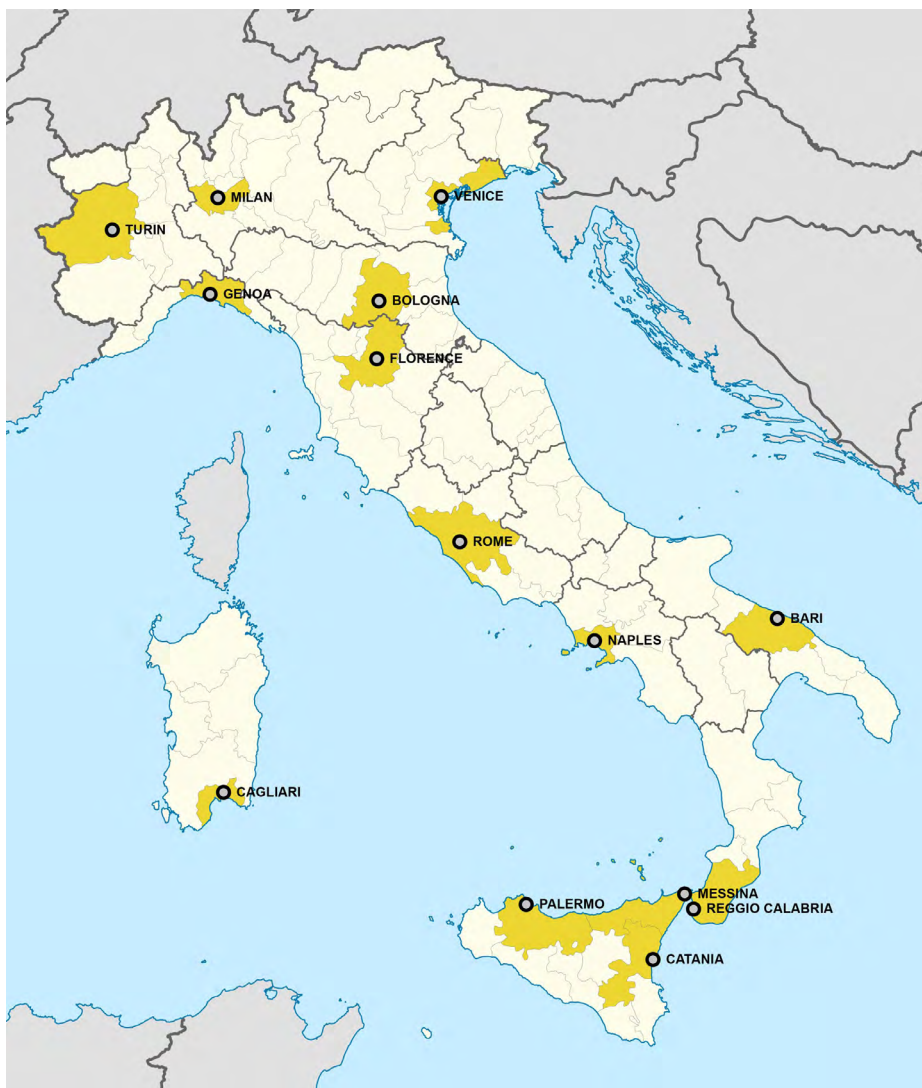 MILAN
VENICE
TURIN
GENOA
BOLOGNA
FLORENCE
ROME
BARI
NAPLES
CAGLIARI
MESSINA
PALERMO
REGGIO CALABRIA
CATANIA